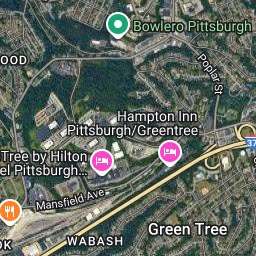 Bowlero Pittsburgh
OOD
Poplar St
Hampton Inn
Pittsburgh/Greentree
37
Tree by Hilton
el Pittsburgh...
Mansfield Ave
Green Tree
WABASH
OK